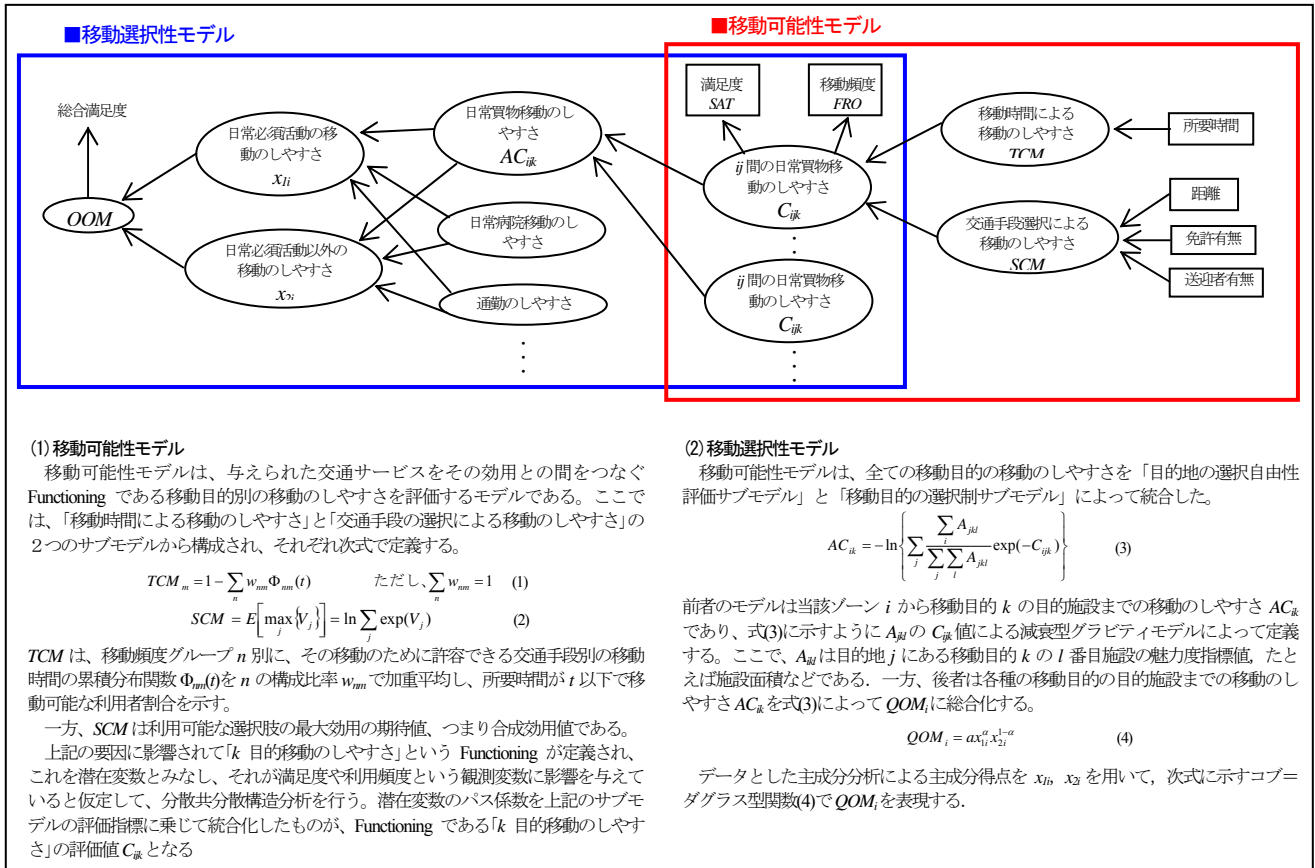 ■移動選択性モデル
■移動可能性モデル
総合満足度
OOM
日常必須活動の移
動のしやすさ
x1i
日常必須活動以外の
移動のしやすさ
x2i
日常買物移動のし
やすさ
ACijk
日常病院移動のし
やすさ
通勤のしやすさ
満足度
SAT
移動頻度
FRO
ij 間の日常買物移
動のしやすさ
Cijk
ij 間の日常買物移
動のしやすさ
Cijk
移動時間による
移動のしやすさ
TCM
交通手段選択による
移動のしやすさ
SCM
所要時間
距離
免許有無
送迎者有無
(1) 移動可能性モデル
移動可能性モデルは、与えられた交通サービスをその効用との間をつなぐ
Functioning である移動目的別の移動のしやすさを評価するモデルである。ここで
は、「移動時間による移動のしやすさ」と「交通手段の選択による移動のしやすさ」の
２つのサブモデルから構成され、それぞれ次式で定義する。
TCM_m = 1 − ∑_n w_nm Φ_nm(t) ただし、∑_n w_nm = 1 (1)
SCM = E[max_j{V_j}] = ln ∑_j exp(V_j) (2)
TCM は、移動頻度グループ n 別に、その移動のために許容できる交通手段別の移動
時間の累積分布関数Φnm(t)を n の構成比率 wnmで加重平均し、所要時間が t 以下で移
動可能な利用者割合を示す。
一方、SCM は利用可能な選択肢の最大効用の期待値、つまり合成効用値である。
上記の要因に影響されて「k 目的移動のしやすさ」という Functioning が定義され、
これを潜在変数とみなし、それが満足度や利用頻度という観測変数に影響を与えて
いると仮定して、分散共分散構造分析を行う。潜在変数のパス係数を上記のサブモ
デルの評価指標に乗じて統合化したものが、Functioning である「k 目的移動のしやす
さ」の評価値 Cijk となる
(2) 移動選択性モデル
移動可能性モデルは、全ての移動目的の移動のしやすさを「目的地の選択自由性
評価サブモデル」と「移動目的の選択制サブモデル」によって統合した。
AC_ik = −ln{∑_j (∑_i A_jkl / ∑_j ∑_l A_jkl) exp(−C_ijk)} (3)
前者のモデルは当該ゾーン i から移動目的 k の目的施設までの移動のしやすさ ACik
であり、式(3)に示すように Ajkl の Cijk 値による減衰型グラビティモデルによって定義
する。ここで、Aikl は目的地 j にある移動目的 k の l 番目施設の魅力度指標値, たと
えば施設面積などである．一方、後者は各種の移動目的の目的施設までの移動のし
やすさ ACik を式(3)によって QOMi に総合化する。
QOM_i = a x_1i^α x_2i^(1−α) (4)
データとした主成分分析による主成分得点を x1i, x2i を用いて，次式に示すコブ＝
ダグラス型関数(4)で QOMi を表現する．